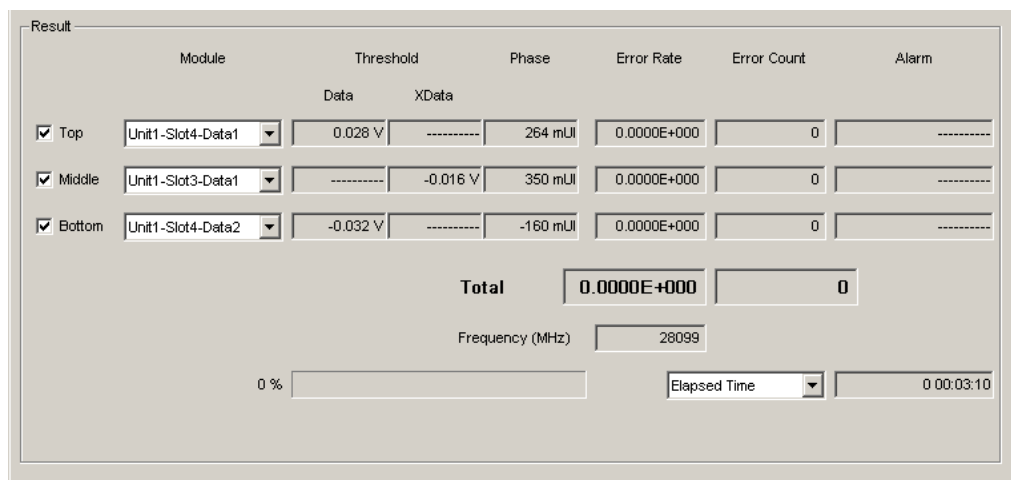 Result
Module Threshold Phase Error Rate Error Count Alarm
Data XData
Top Unit1-Slot4-Data1 0.028 V ---------- 264 mUI 0.0000E+000 0 ----------
Middle Unit1-Slot3-Data1 ---------- -0.016 V 350 mUI 0.0000E+000 0 ----------
Bottom Unit1-Slot4-Data2 -0.032 V ---------- -160 mUI 0.0000E+000 0 ----------
Total 0.0000E+000 0
Frequency (MHz) 28099
0 % Elapsed Time 0 00:03:10